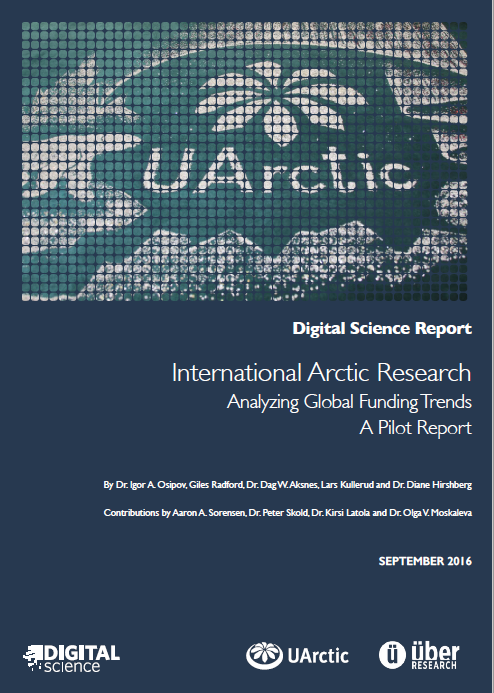 UArctic
Digital Science Report
International Arctic Research
Analyzing Global Funding Trends
A Pilot Report
By Dr. Igor A. Osipov, Giles Radford, Dr. Dag W. Aksnes, Lars Kullerud and Dr. Diane Hirshberg
Contributions by Aaron A. Sorensen, Dr. Peter Skold, Dr. Kirsi Latola and Dr. Olga V. Moskaleva
SEPTEMBER 2016
DIGITAL
science
UArctic
ü
über
RESEARCH